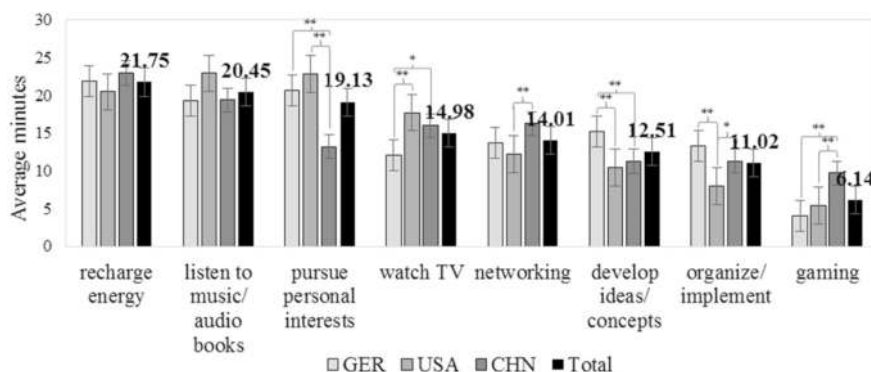 30
25
20
15
10
5
0
Average minutes
21.75
20.45
** **
19.13
** *
14.98
**
14.01
** **
12.51
** *
11.02
** **
6.14
recharge energy
listen to music/ audio books
pursue personal interests
watch TV
networking
develop ideas/ concepts
organize/ implement
gaming
GER USA CHN Total